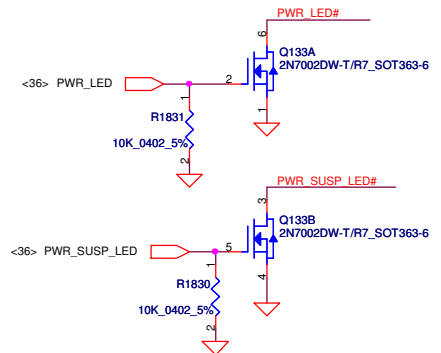 PWR_LED#
6
Q133A
2N7002DW-T/R7_SOT363-6
<36> PWR_LED
2
1
1
R1831
10K_0402_5%
2
PWR_SUSP_LED#
3
Q133B
2N7002DW-T/R7_SOT363-6
<36> PWR_SUSP_LED
5
1
4
R1830
10K_0402_5%
2